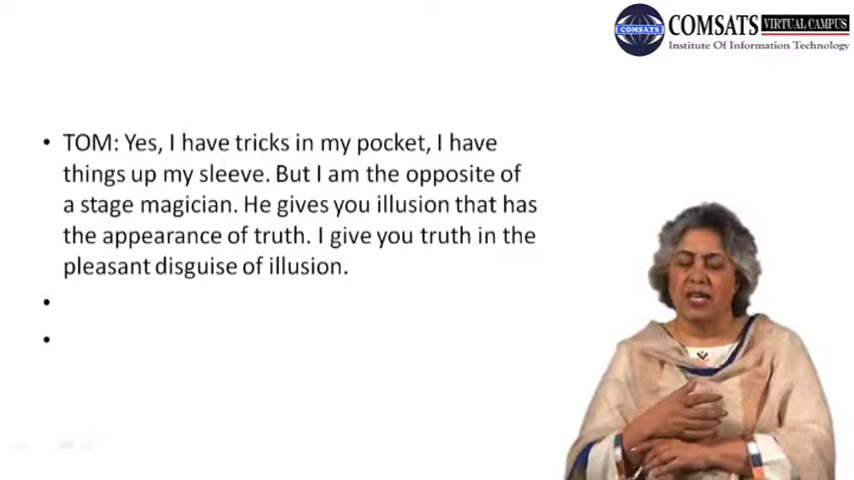 COMSATS VIRTUAL CAMPUS
COMSATS
Institute Of Information Technology
• TOM: Yes, I have tricks in my pocket, I have
things up my sleeve. But I am the opposite of
a stage magician. He gives you illusion that has
the appearance of truth. I give you truth in the
pleasant disguise of illusion.
•
•